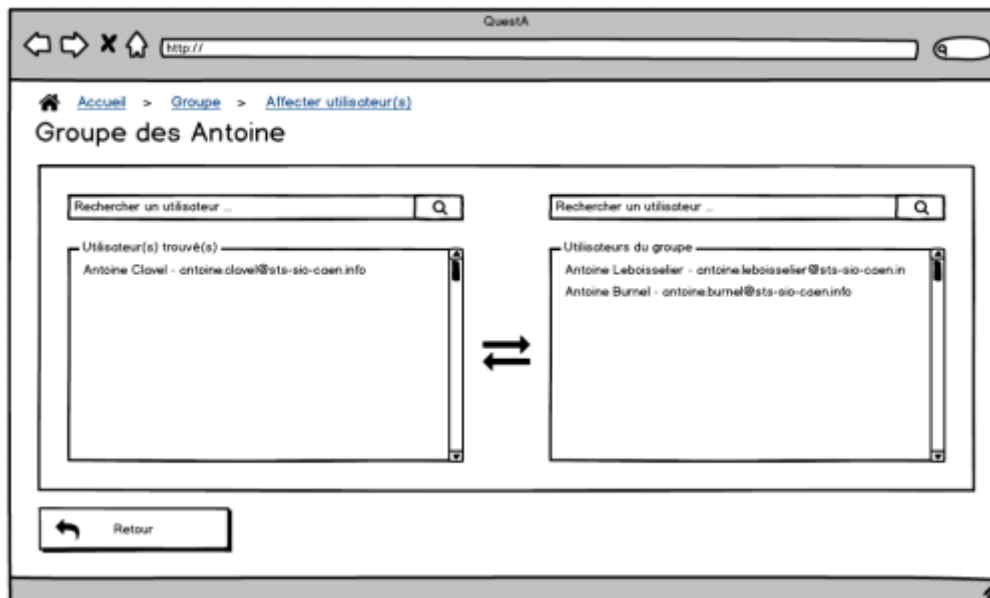 QuestA
http://
Accueil > Groupe > Affecter utilisateur(s)
Groupe des Antoine
Rechercher un utilisateur ...
Utilisateur(s) trouvé(s)
Antoine Clavel - antoine.clavel@sts-sio-caen.info
Rechercher un utilisateur ...
Utilisateurs du groupe
Antoine Leboisselier - antoine.leboisselier@sts-sio-caen.in
Antoine Burnel - antoine.burnel@sts-sio-caen.info
Retour